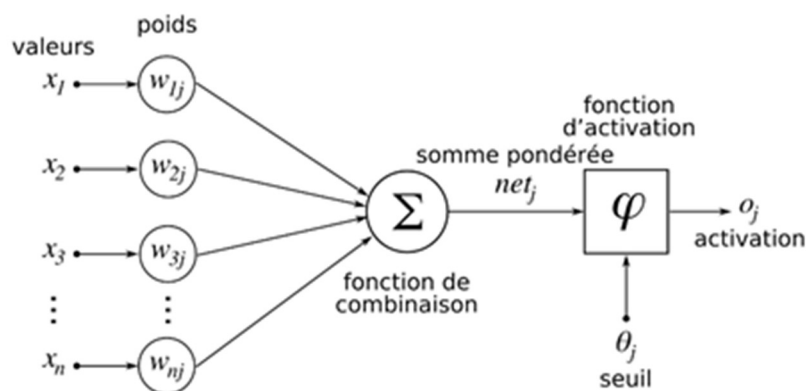 poids
valeurs
x1
w1j
x2
w2j
x3
w3j
⋮
⋮
xn
wnj
Σ
fonction de
combinaison
somme pondérée
netj
fonction
d'activation
φ
oj
activation
θj
seuil